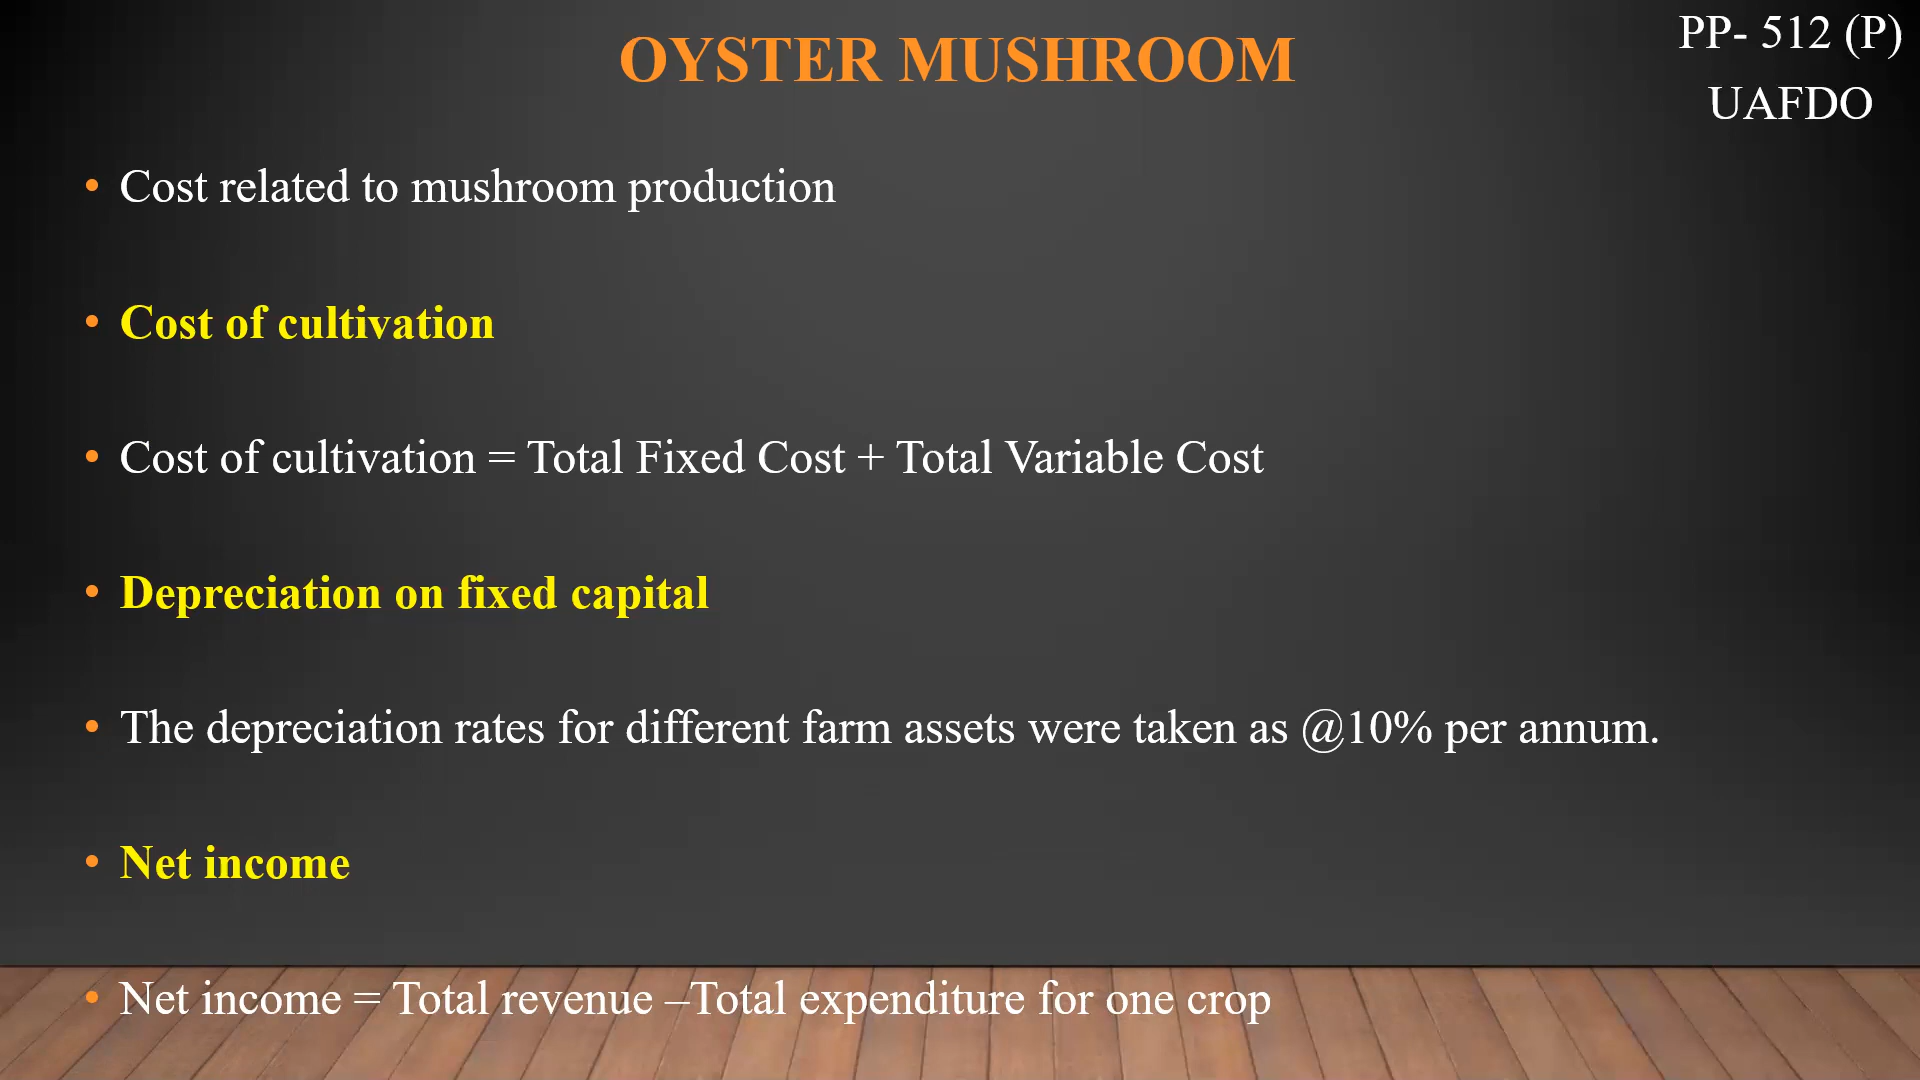 OYSTER MUSHROOM
PP- 512 (P)
UAFDO
• Cost related to mushroom production
• Cost of cultivation
• Cost of cultivation = Total Fixed Cost + Total Variable Cost
• Depreciation on fixed capital
• The depreciation rates for different farm assets were taken as @10% per annum.
• Net income
• Net income = Total revenue –Total expenditure for one crop